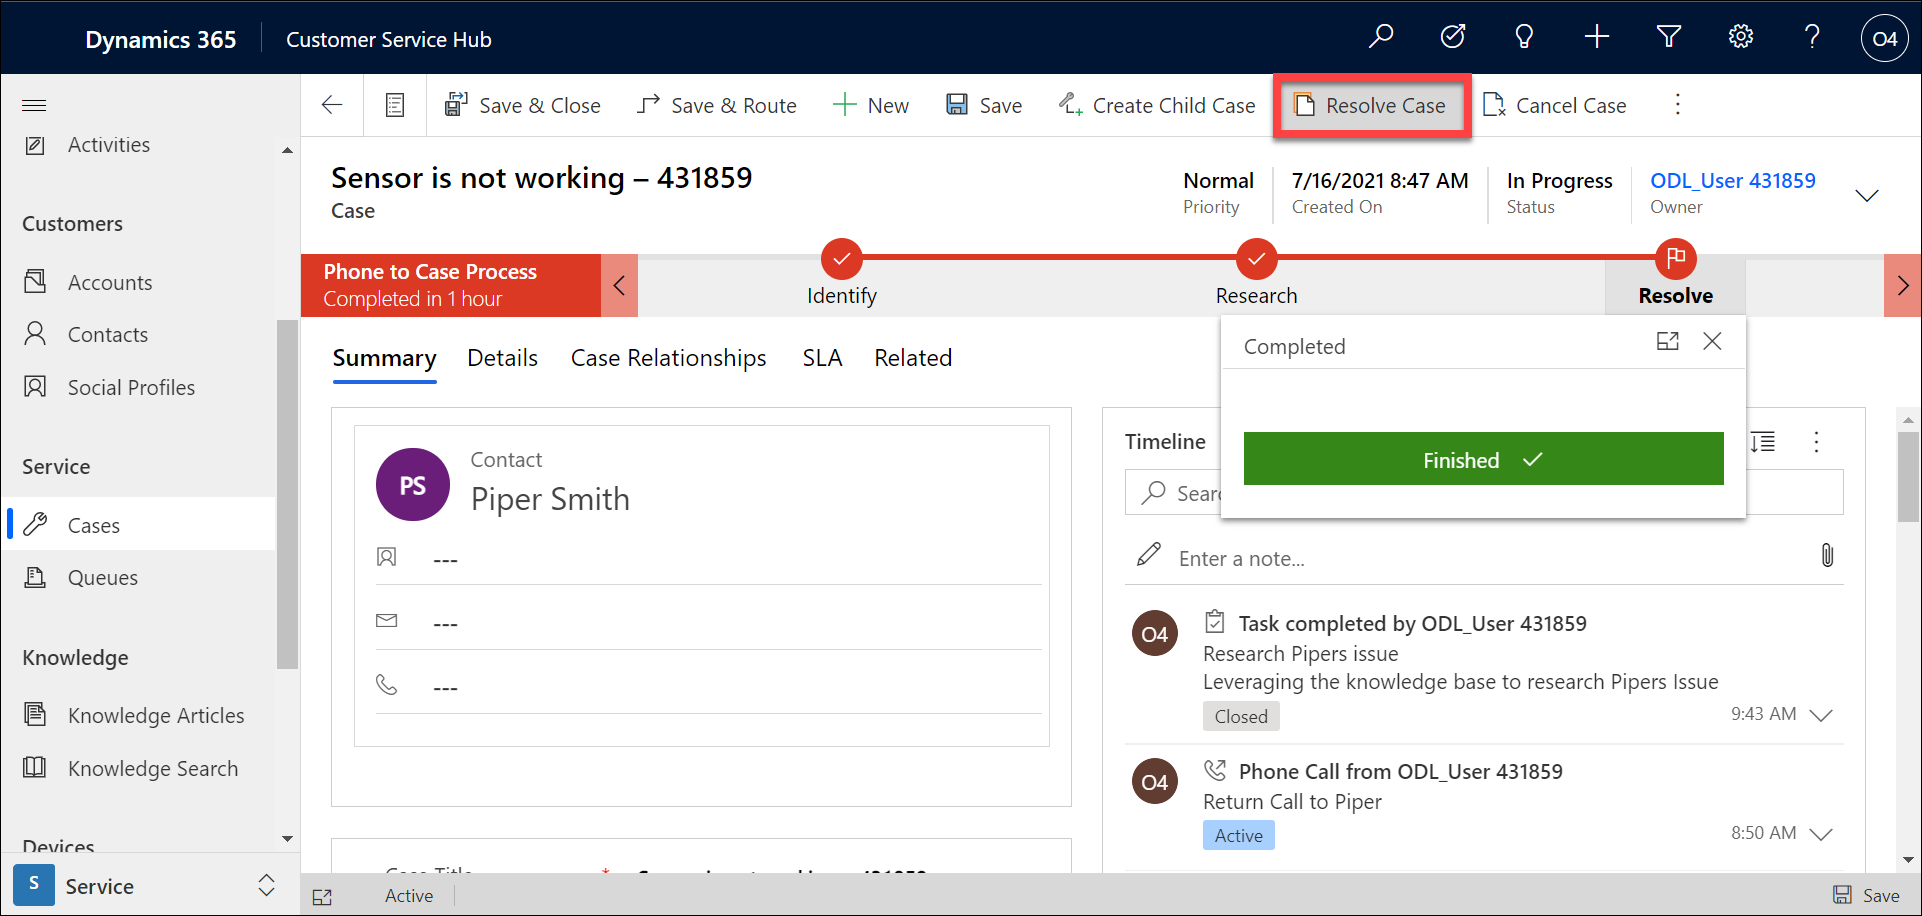 Dynamics 365
Customer Service Hub
O4
Save & Close
Save & Route
New
Save
Create Child Case
Resolve Case
Cancel Case
Activities
Customers
Accounts
Contacts
Social Profiles
Service
Cases
Queues
Knowledge
Knowledge Articles
Knowledge Search
Devices
S
Service
Sensor is not working – 431859
Case
Normal
Priority
7/16/2021 8:47 AM
Created On
In Progress
Status
ODL_User 431859
Owner
Phone to Case Process
Completed in 1 hour
Identify
Research
Resolve
Completed
Finished
Summary
Details
Case Relationships
SLA
Related
PS
Contact
Piper Smith
---
---
---
Case Title
*
Timeline
Searc
Enter a note...
O4
Task completed by ODL_User 431859
Research Pipers issue
Leveraging the knowledge base to research Pipers Issue
Closed
9:43 AM
O4
Phone Call from ODL_User 431859
Return Call to Piper
Active
8:50 AM
Active
Save